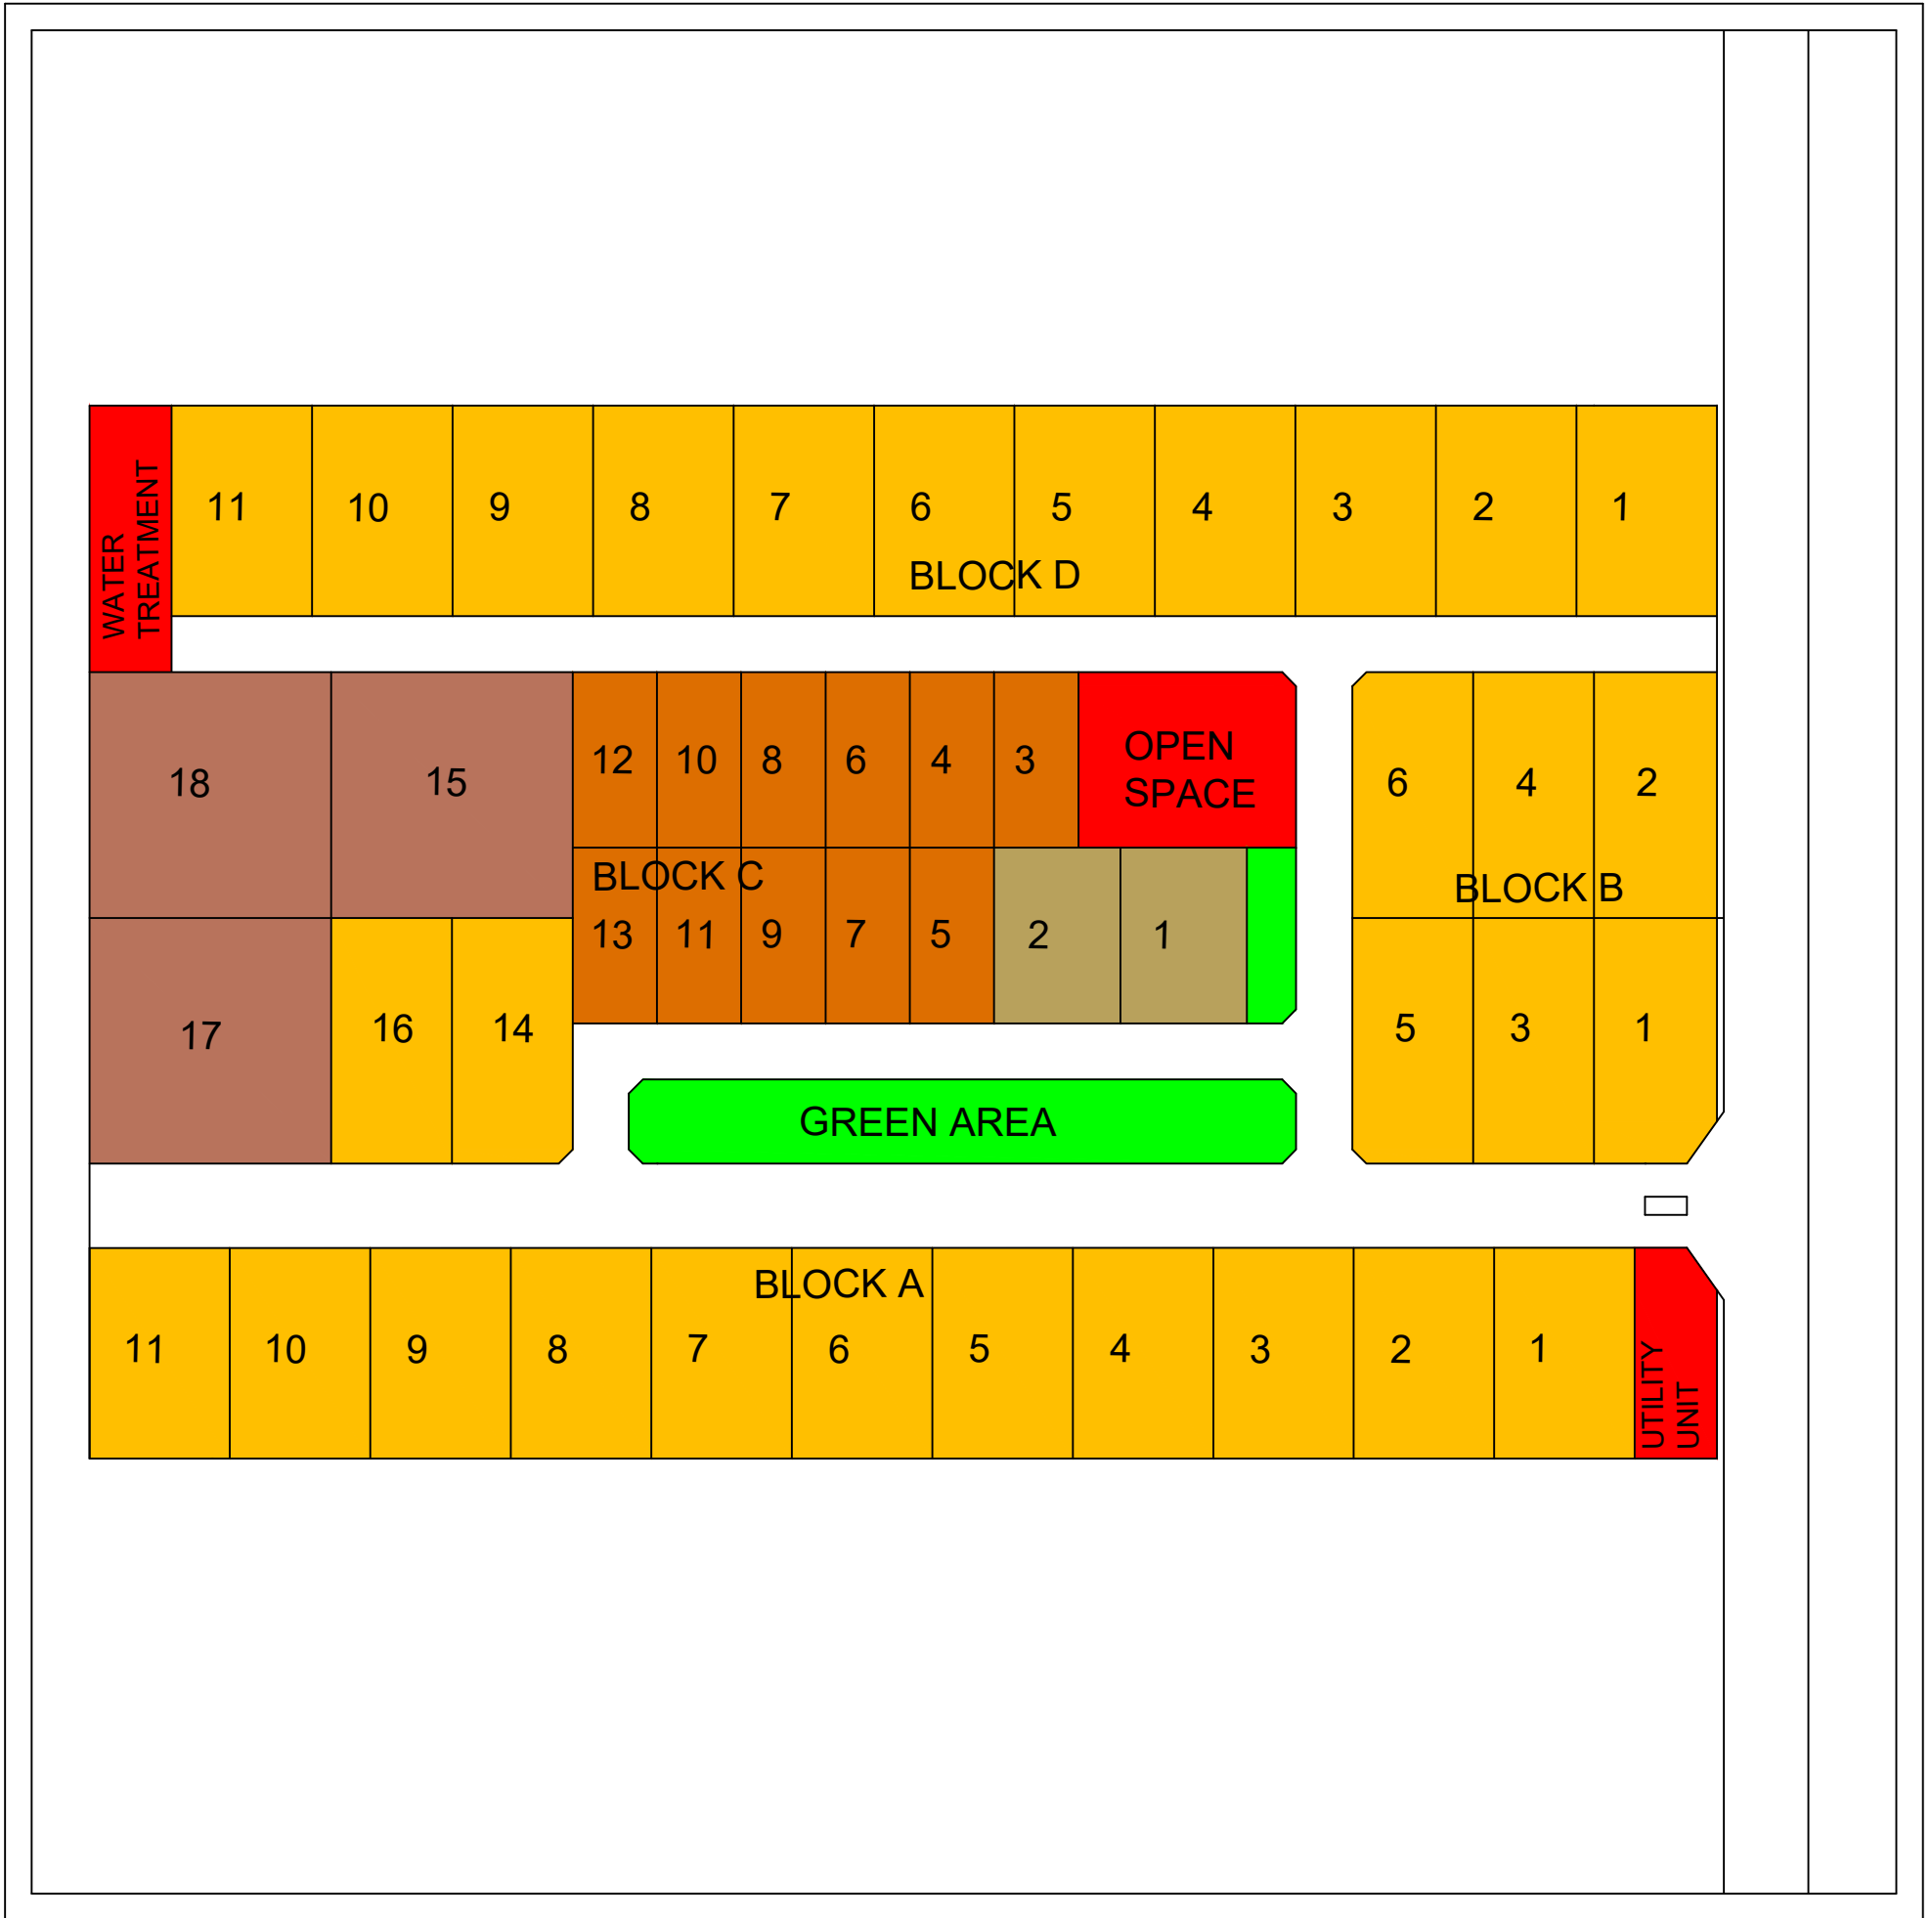 WATER
TREATMENT
11 10 9 8 7 6 5 4 3 2 1
BLOCK D
18 15 12 10 8 6 4 3
OPEN
SPACE
6 4 2
BLOCK C
BLOCK B
17 16 14 13 11 9 7 5 2 1
5 3 1
GREEN AREA
BLOCK A
11 10 9 8 7 6 5 4 3 2 1
UTILITY
UNIT